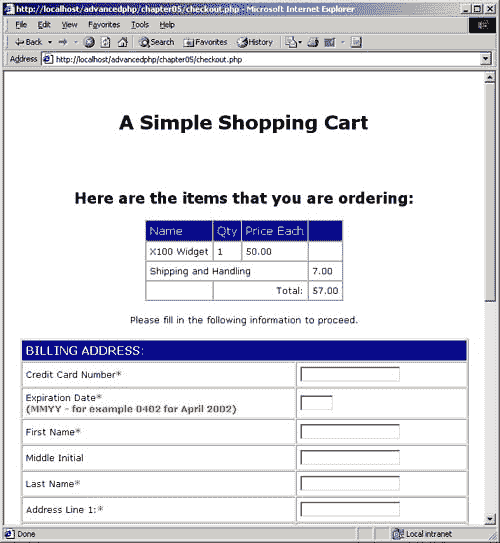 http://localhost/advancedphp/chapter05/checkout.php - Microsoft Internet Explorer
File Edit View Favorites Tools Help
Back Search Favorites History
Address http://localhost/advancedphp/chapter05/checkout.php
A Simple Shopping Cart
Here are the items that you are ordering:
Name Qty Price Each
X100 Widget 1 50.00
Shipping and Handling 7.00
Total: 57.00
Please fill in the following information to proceed.
BILLING ADDRESS:
Credit Card Number*
Expiration Date*
(MMYY - for example 0402 for April 2002)
First Name*
Middle Initial
Last Name*
Address Line 1:*
Done Local intranet